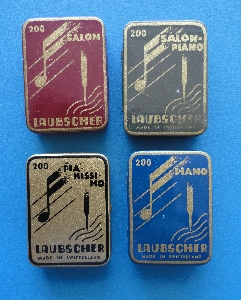 200
SALON
LAUBSCHER
200
SALON-
PIANO
LAUBSCHER
MADE IN SWITZERLAND
200
PIA-
NISSI
MO
LAUBSCHER
MADE IN SWITZERLAND
200
PIANO
LAUBSCHER
MADE IN SWITZERLAND